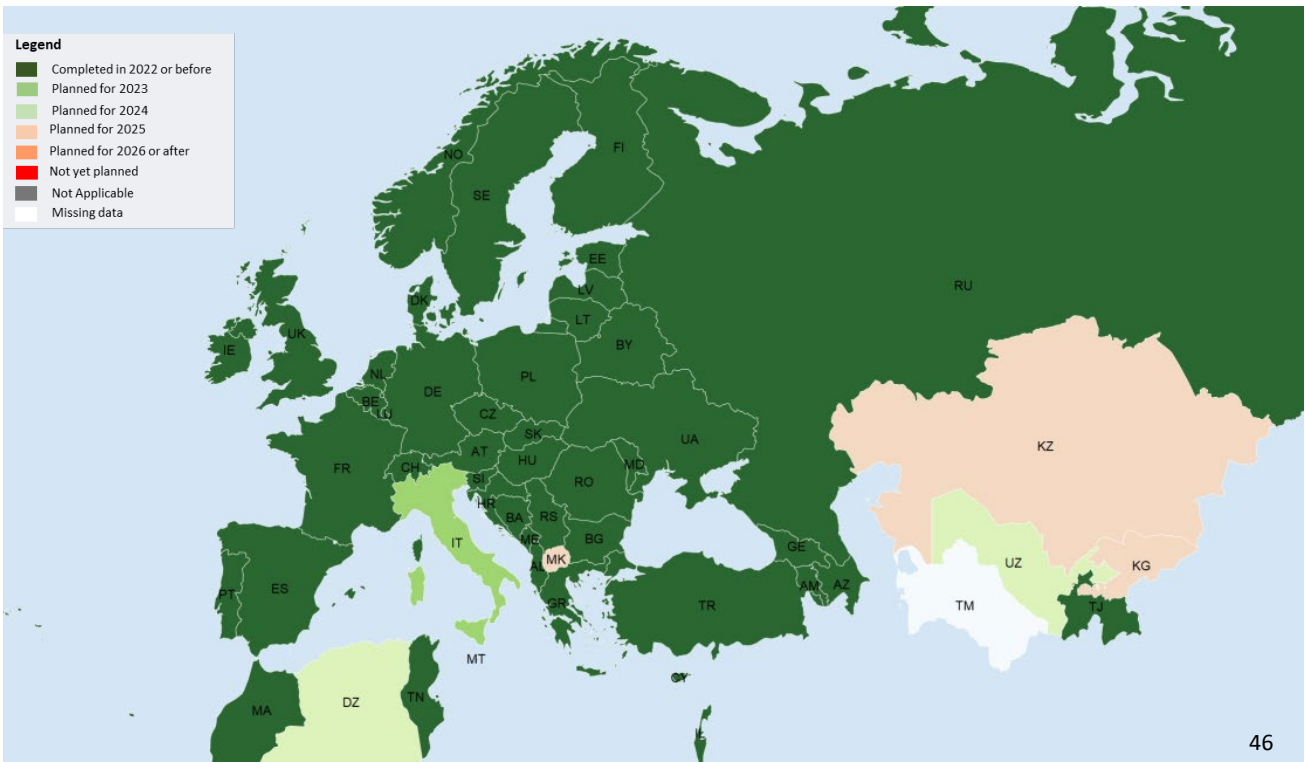 Legend
Completed in 2022 or before
Planned for 2023
Planned for 2024
Planned for 2025
Planned for 2026 or after
Not yet planned
Not Applicable
Missing data
NO
FI
SE
EE
RU
LV
DK
LT
UK
BY
IE
NL
PL
DE
BE
LU
CZ
SK
UA
KZ
AT
HU
MD
FR
CH
SI
RO
HR
BA
RS
ME
BG
IT
GE
MK
UZ
KG
AL
AM
AZ
PT
ES
GR
TR
TM
TJ
MT
CY
TN
DZ
MA
IL
46